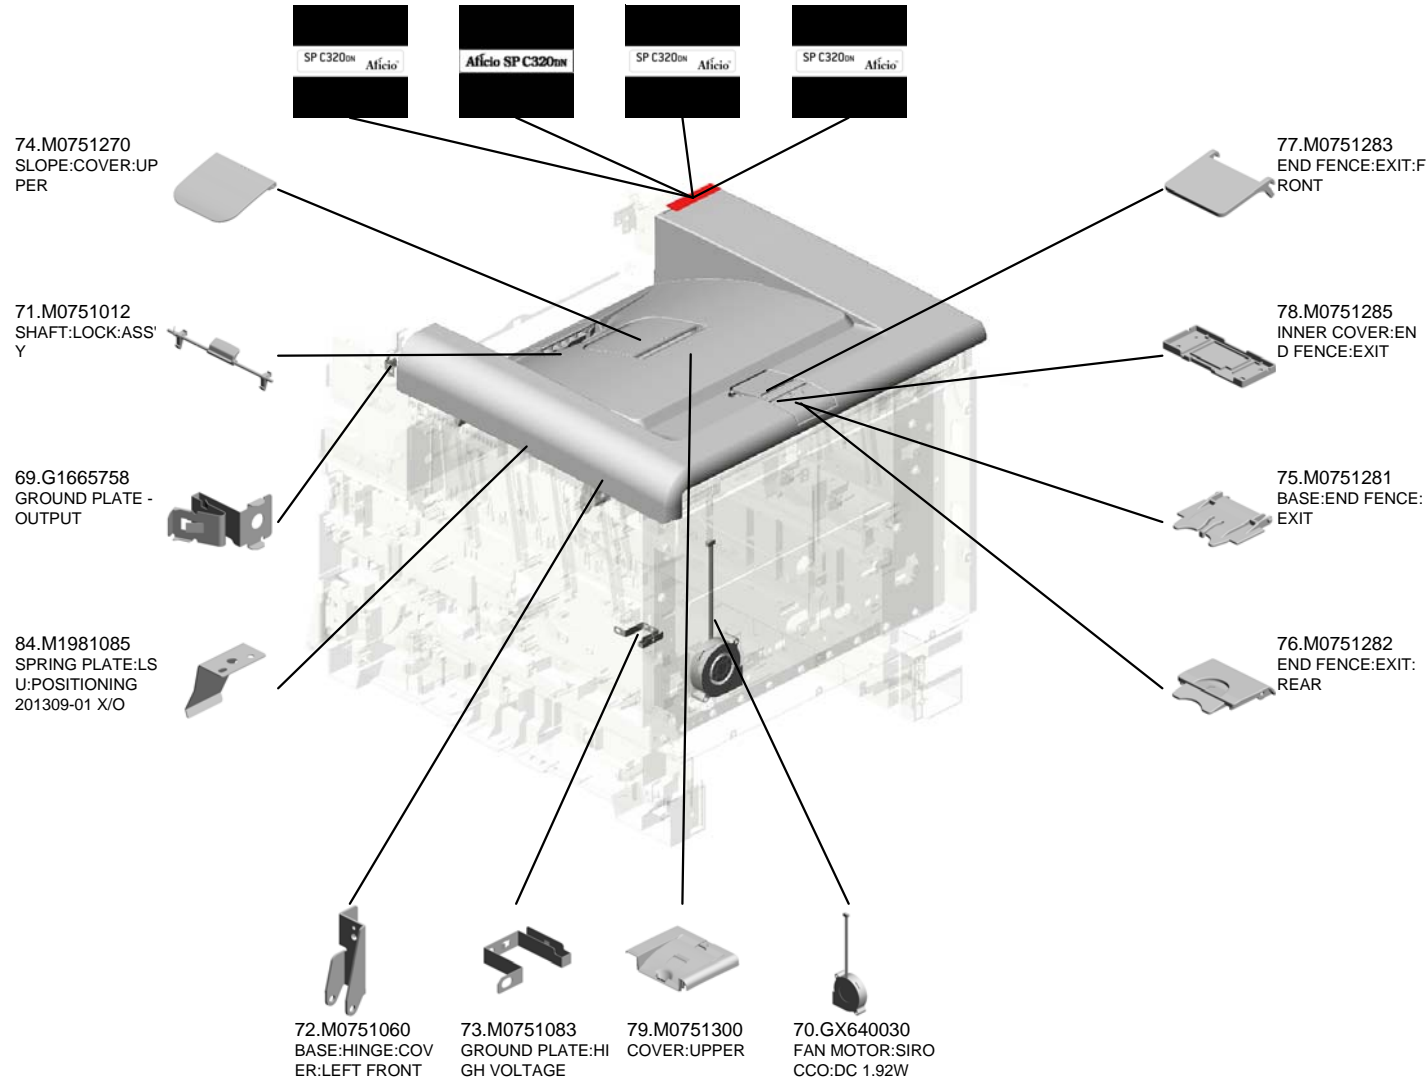 SP C320DN Aficio™
Aficio SP C320DN
SP C320DN Aficio™
SP C320DN Aficio™
74.M0751270
SLOPE:COVER:UP
PER
77.M0751283
END FENCE:EXIT:F
RONT
71.M0751012
SHAFT:LOCK:ASS'
Y
78.M0751285
INNER COVER:EN
D FENCE:EXIT
69.G1665758
GROUND PLATE -
OUTPUT
75.M0751281
BASE:END FENCE:
EXIT
84.M1981085
SPRING PLATE:LS
U:POSITIONING
201309-01 X/O
76.M0751282
END FENCE:EXIT:
REAR
72.M0751060
BASE:HINGE:COV
ER:LEFT FRONT
73.M0751083
GROUND PLATE:HI
GH VOLTAGE
79.M0751300
COVER:UPPER
70.GX640030
FAN MOTOR:SIRO
CCO:DC 1.92W